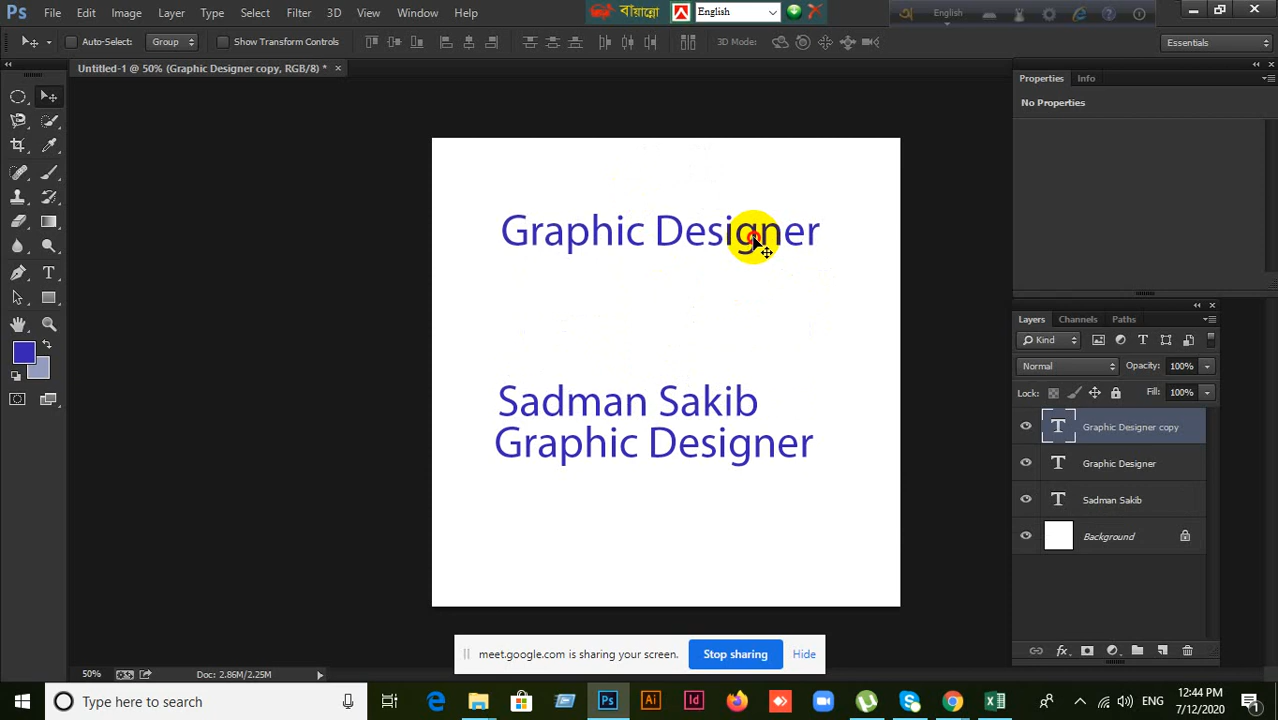 Ps File Edit Image Layer Type Select Filter 3D View Window Help
বায়ান্নো English
English
Auto-Select: Group Show Transform Controls 3D Mode: Essentials
Untitled-1 @ 50% (Graphic Designer copy, RGB/8) * ×
Properties Info
No Properties
Graphic Designer
Sadman Sakib
Graphic Designer
Layers Channels Paths
Kind
Normal Opacity: 100%
Lock: Fill: 100%
T Graphic Designer copy
T Graphic Designer
T Sadman Sakib
Background
meet.google.com is sharing your screen. Stop sharing Hide
50% Doc: 2.86M/2.25M
Type here to search
Ps Ai Id
ENG
12:44 PM
7/12/2020